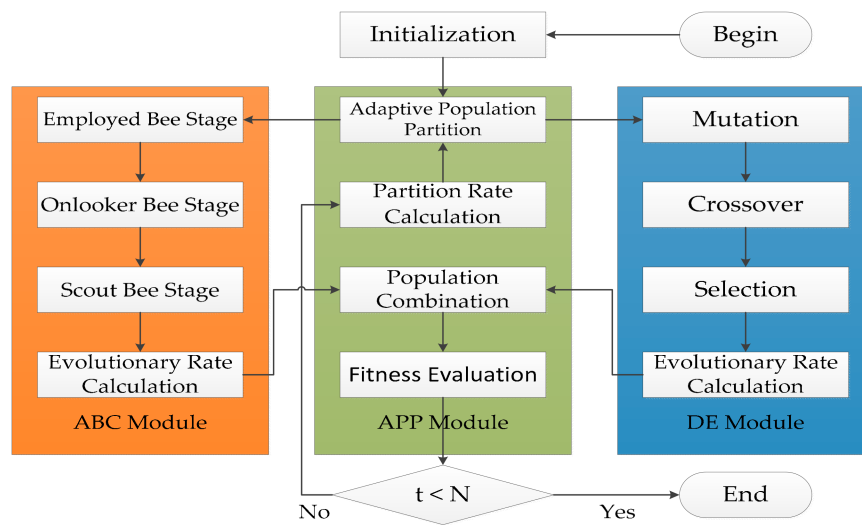 Initialization
Begin
Employed Bee Stage
Onlooker Bee Stage
Scout Bee Stage
Evolutionary Rate
Calculation
ABC Module
Adaptive Population
Partition
Partition Rate
Calculation
Population
Combination
Fitness Evaluation
APP Module
Mutation
Crossover
Selection
Evolutionary Rate
Calculation
DE Module
No
t < N
Yes
End